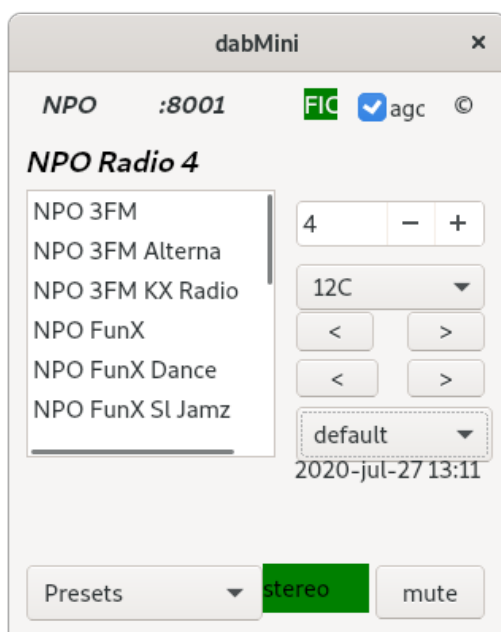 dabMini ×
NPO :8001 FIC agc ©
NPO Radio 4
NPO 3FM
NPO 3FM Alterna
NPO 3FM KX Radio
NPO FunX
NPO FunX Dance
NPO FunX Sl Jamz
4 − +
12C
< >
< >
default
2020-jul-27 13:11
Presets stereo mute